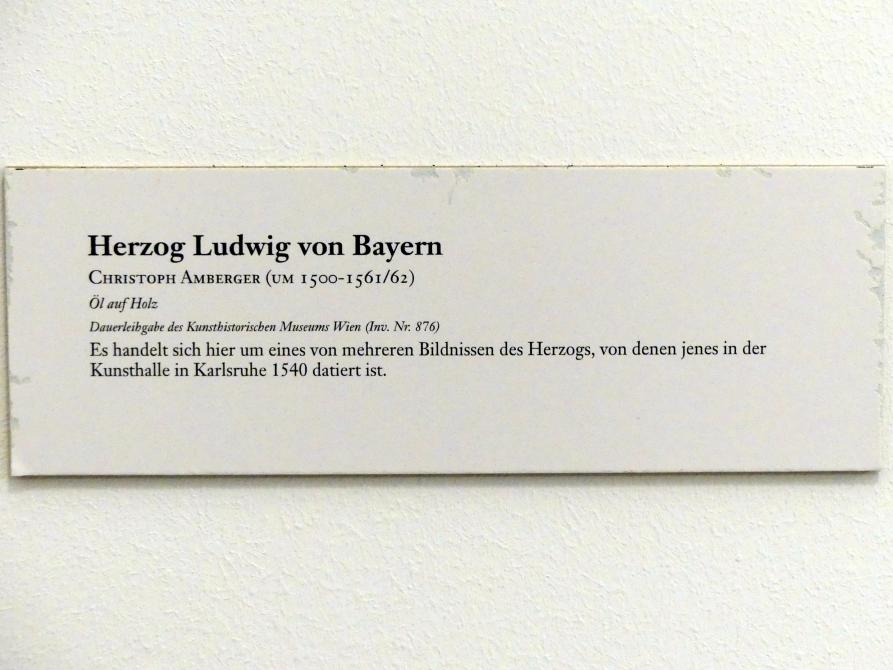 Herzog Ludwig von Bayern
Christoph Amberger (um 1500-1561/62)
Öl auf Holz
Dauerleihgabe des Kunsthistorischen Museums Wien (Inv. Nr. 876)
Es handelt sich hier um eines von mehreren Bildnissen des Herzogs, von denen jenes in der
Kunsthalle in Karlsruhe 1540 datiert ist.